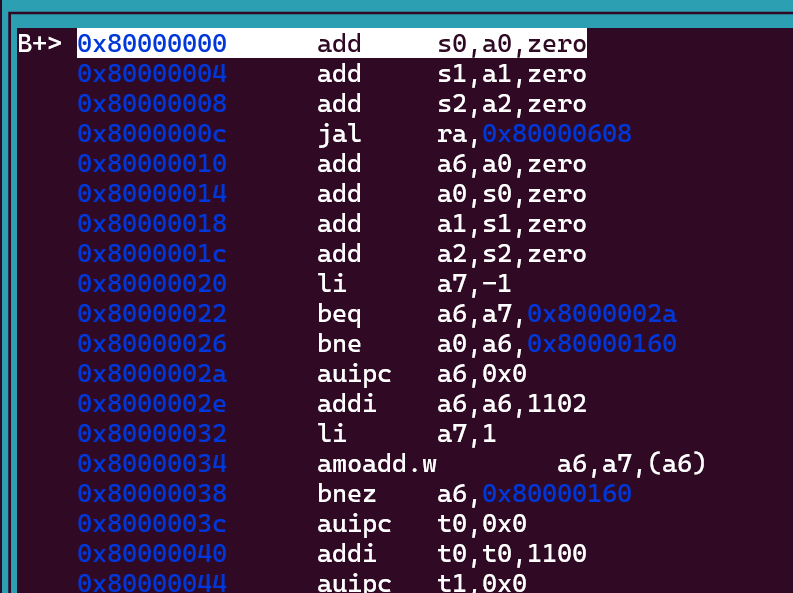 B+> 0x80000000 add s0,a0,zero
0x80000004 add s1,a1,zero
0x80000008 add s2,a2,zero
0x8000000c jal ra,0x80000608
0x80000010 add a6,a0,zero
0x80000014 add a0,s0,zero
0x80000018 add a1,s1,zero
0x8000001c add a2,s2,zero
0x80000020 li a7,-1
0x80000022 beq a6,a7,0x8000002a
0x80000026 bne a0,a6,0x80000160
0x8000002a auipc a6,0x0
0x8000002e addi a6,a6,1102
0x80000032 li a7,1
0x80000034 amoadd.w a6,a7,(a6)
0x80000038 bnez a6,0x80000160
0x8000003c auipc t0,0x0
0x80000040 addi t0,t0,1100
0x80000044 auipc t1,0x0